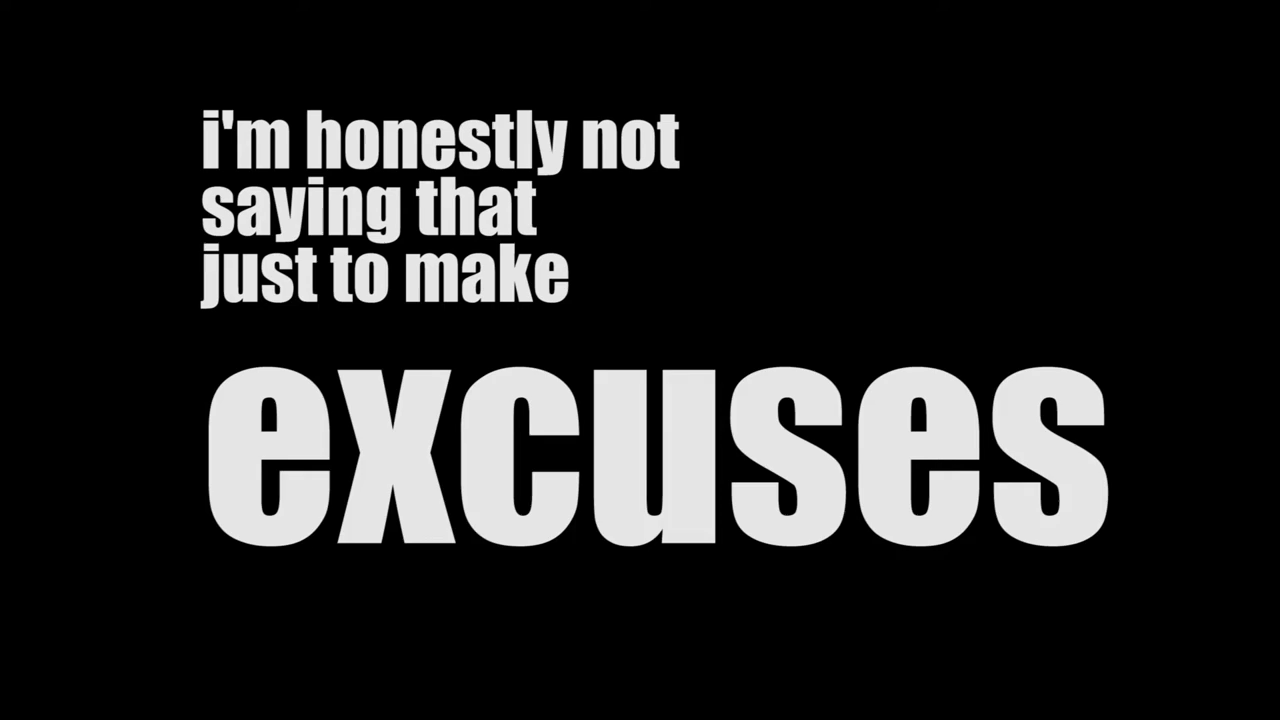 i'm honestly not
saying that
just to make
excuses